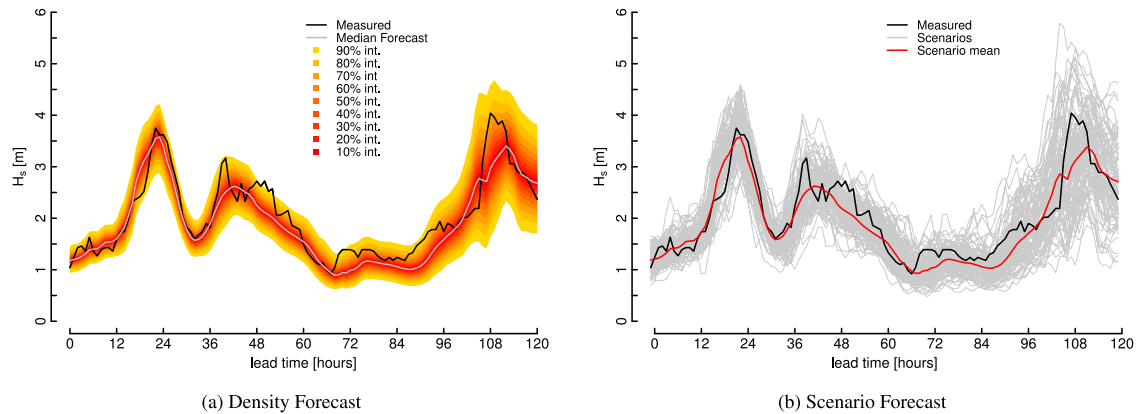 Measured
Median Forecast
90% int.
80% int.
70% int.
60% int.
50% int.
40% int.
30% int.
20% int.
10% int.
Hs [m]
0 1 2 3 4 5 6
0 12 24 36 48 60 72 84 96 108 120
lead time [hours]
(a) Density Forecast
Measured
Scenarios
Scenario mean
Hs [m]
0 1 2 3 4 5 6
0 12 24 36 48 60 72 84 96 108 120
lead time [hours]
(b) Scenario Forecast